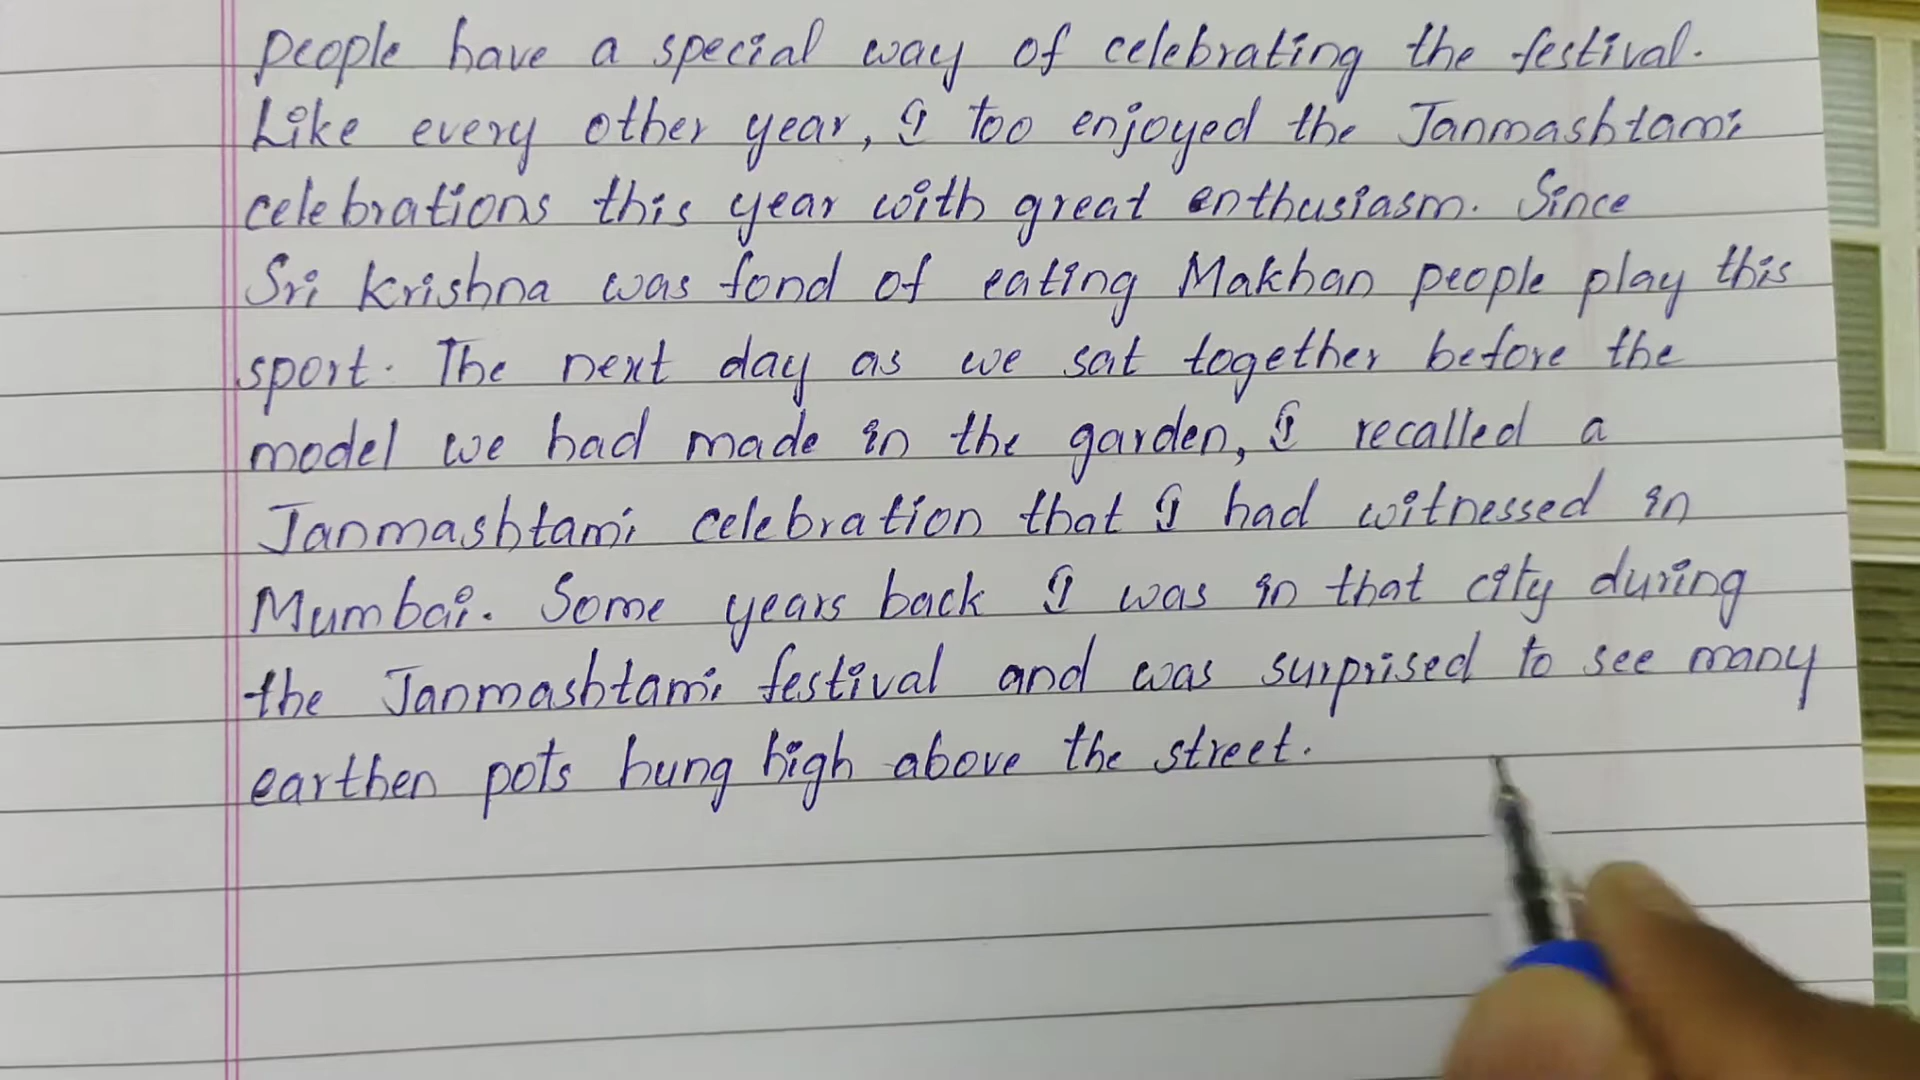 people have a special way of celebrating the festival.
Like every other year, I too enjoyed the Janmashtami
celebrations this year with great enthusiasm. Since
Sri Krishna was fond of eating Makhan people play this
sport. The next day as we sat together before the
model we had made in the garden, I recalled a
Janmashtami celebration that I had witnessed in
Mumbai. Some years back I was in that city during
the Janmashtami festival and was surprised to see many
earthen pots hung high above the street.